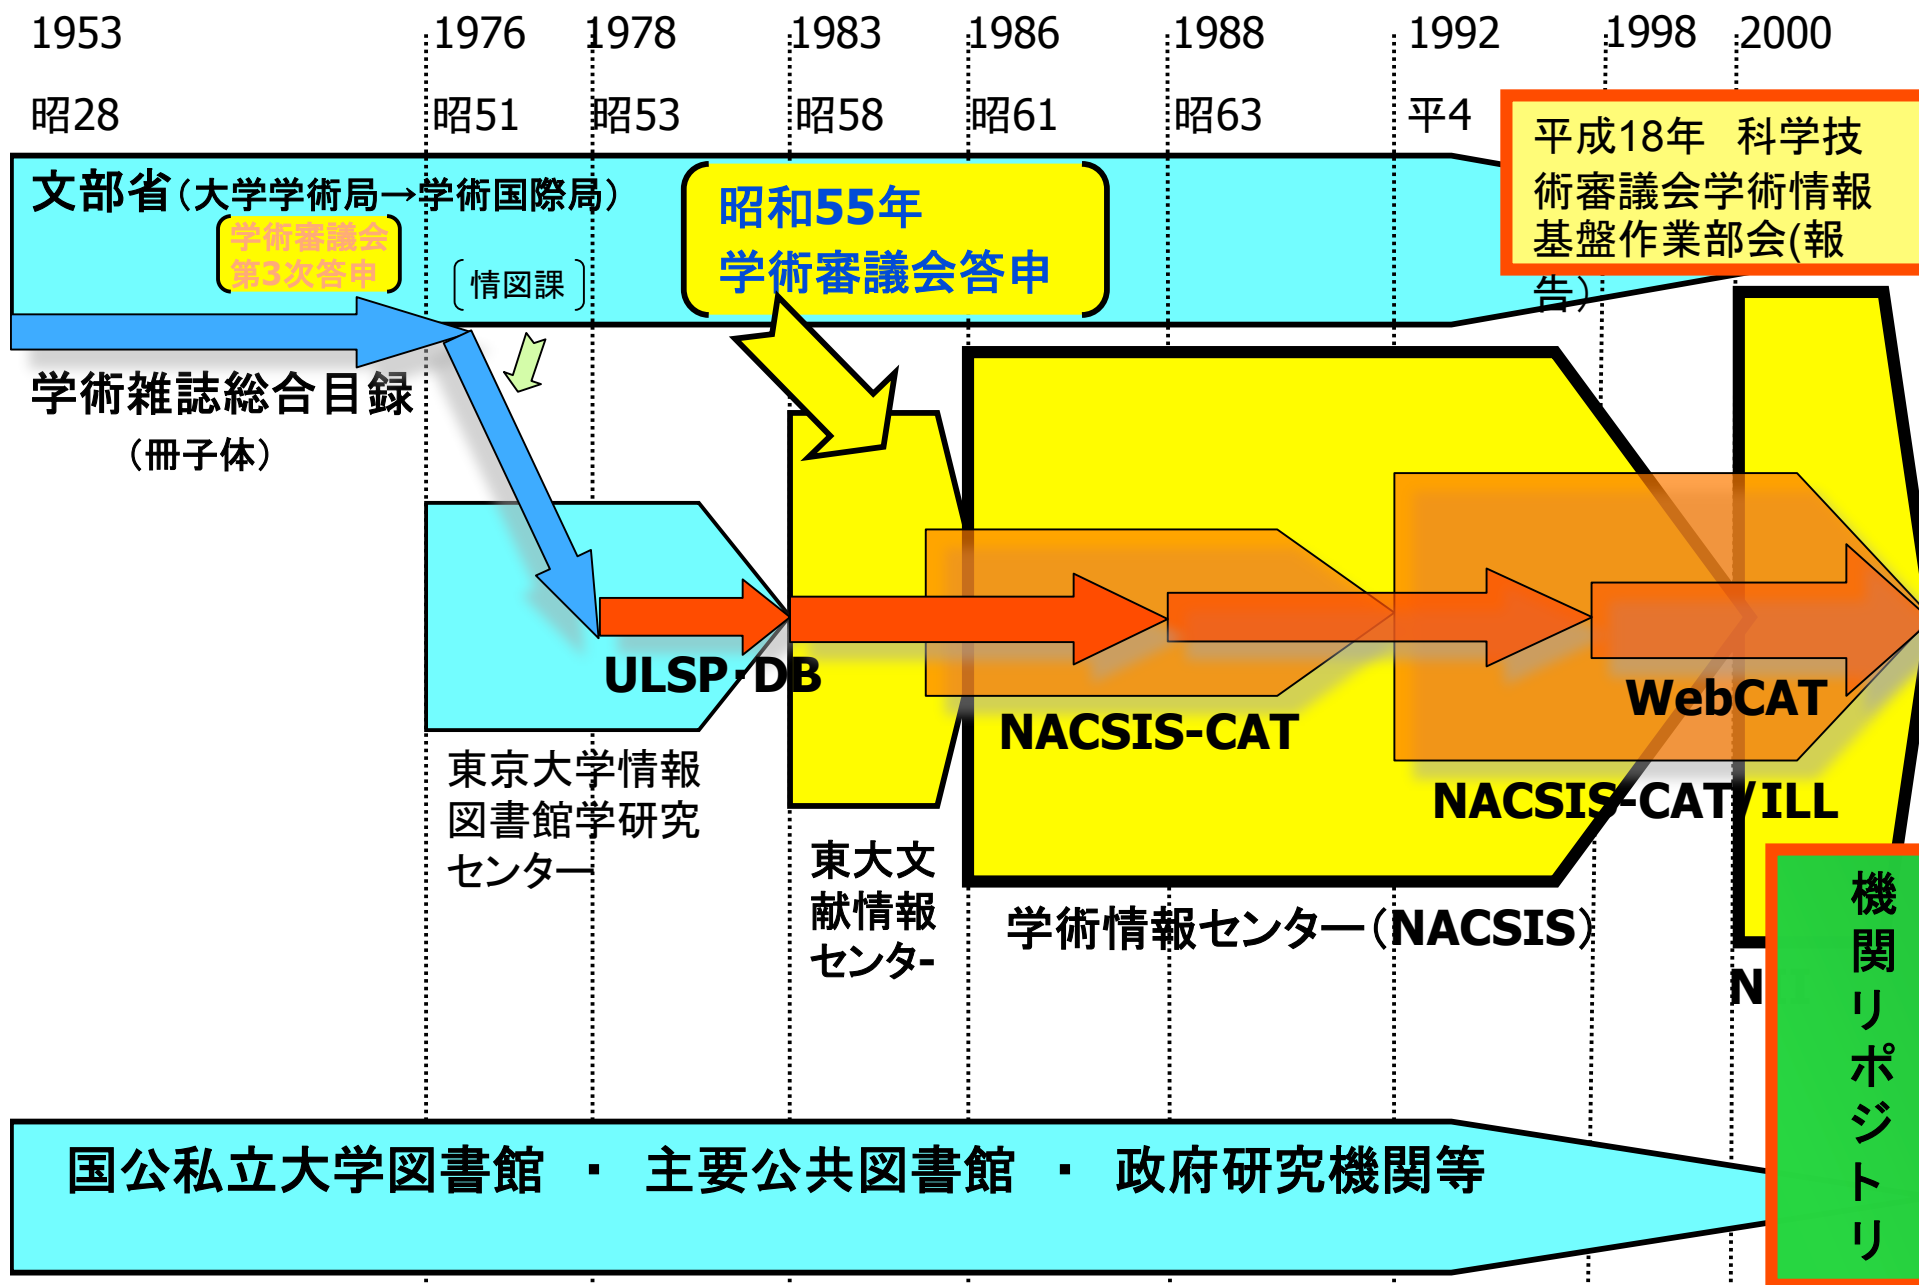 1953 1976 1978 1983 1986 1988 1992 1998 2000
昭28 昭51 昭53 昭58 昭61 昭63 平4
平成18年 科学技
術審議会学術情報
基盤作業部会(報
告)
文部省(大学学術局→学術国際局)
学術審議会
第3次答申
〔情図課〕
昭和55年
学術審議会答申
学術雑誌総合目録
(冊子体)
ULSP・DB
東京大学情報
図書館学研究
センター
東大文
献情報
センター
NACSIS-CAT
WebCAT
NACSIS-CAT/ILL
学術情報センター(NACSIS)
N
機関リポジトリ
国公私立大学図書館 ・ 主要公共図書館 ・ 政府研究機関等